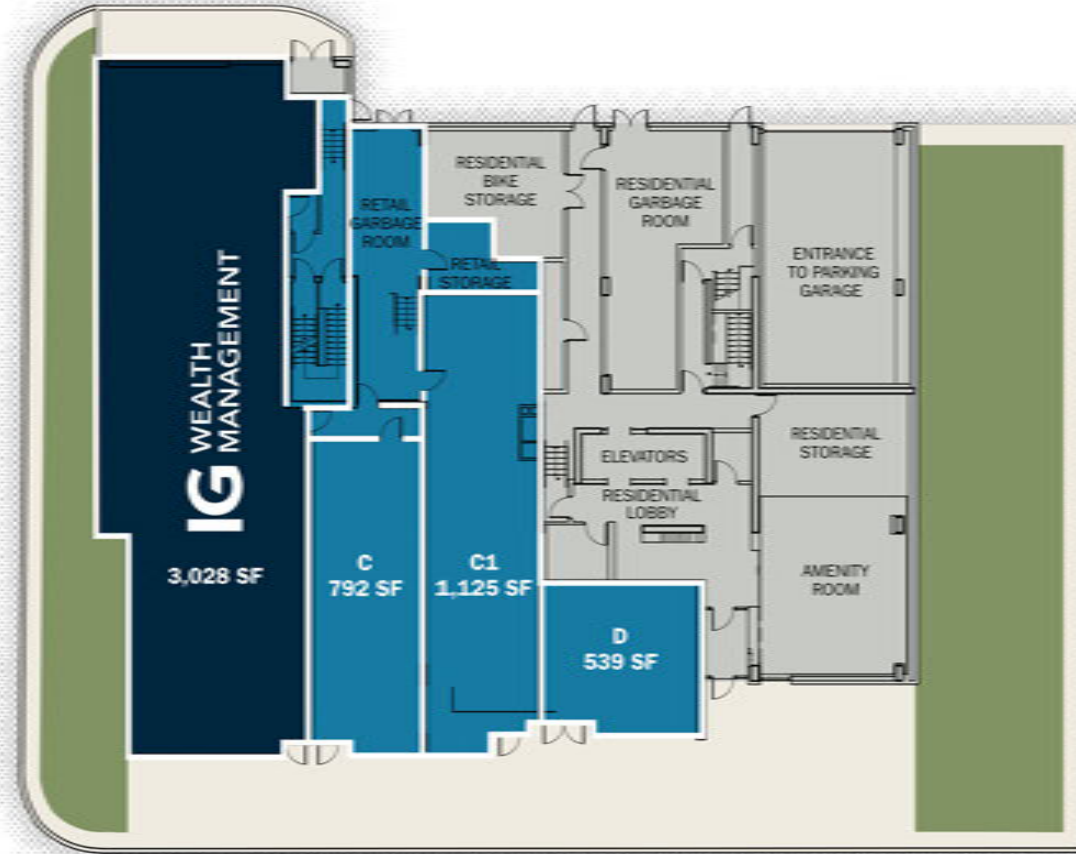 RESIDENTIAL
BIKE
STORAGE
RESIDENTIAL
GARBAGE
ROOM
RETAIL
GARBAGE
ROOM
RETAIL
STORAGE
ENTRANCE
TO PARKING
GARAGE
IG WEALTH
MANAGEMENT
3,028 SF
ELEVATORS
RESIDENTIAL
LOBBY
RESIDENTIAL
STORAGE
C
792 SF
C1
1,125 SF
AMENITY
ROOM
D
539 SF